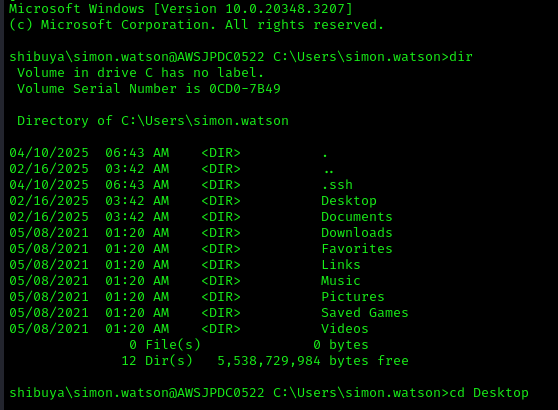 Microsoft Windows [Version 10.0.20348.3207]
(c) Microsoft Corporation. All rights reserved.

shibuya\simon.watson@AWSJPDC0522 C:\Users\simon.watson>dir
 Volume in drive C has no label.
 Volume Serial Number is 0CD0-7B49

 Directory of C:\Users\simon.watson

04/10/2025  06:43 AM    <DIR>          .
02/16/2025  03:42 AM    <DIR>          ..
04/10/2025  06:43 AM    <DIR>          .ssh
02/16/2025  03:42 AM    <DIR>          Desktop
02/16/2025  03:42 AM    <DIR>          Documents
05/08/2021  01:20 AM    <DIR>          Downloads
05/08/2021  01:20 AM    <DIR>          Favorites
05/08/2021  01:20 AM    <DIR>          Links
05/08/2021  01:20 AM    <DIR>          Music
05/08/2021  01:20 AM    <DIR>          Pictures
05/08/2021  01:20 AM    <DIR>          Saved Games
05/08/2021  01:20 AM    <DIR>          Videos
               0 File(s)              0 bytes
              12 Dir(s)   5,538,729,984 bytes free

shibuya\simon.watson@AWSJPDC0522 C:\Users\simon.watson>cd Desktop